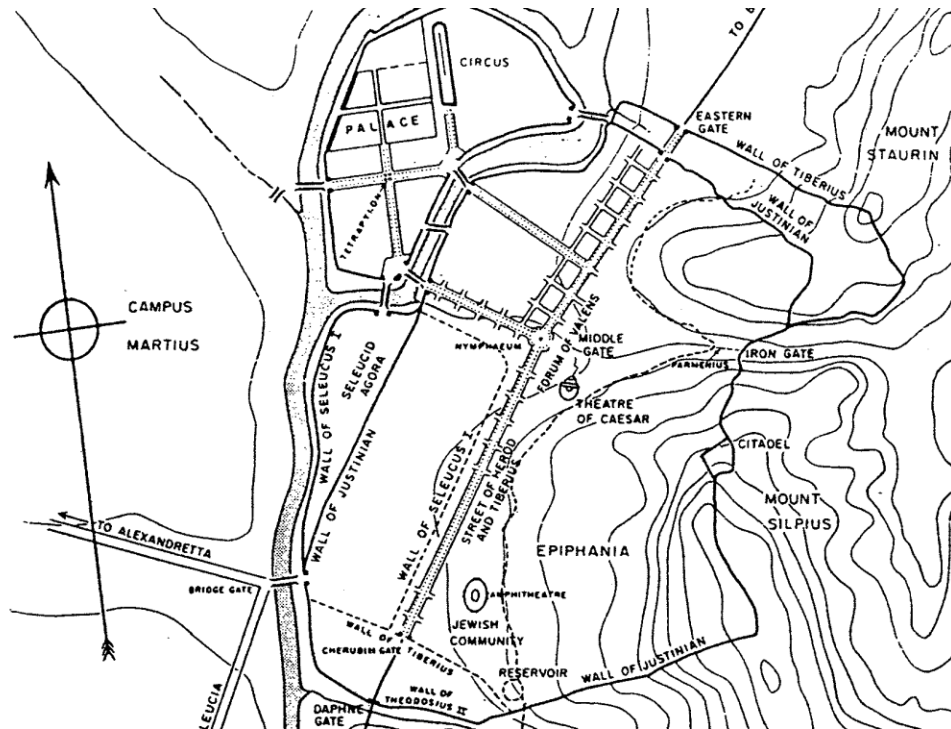 TO
CIRCUS
PALACE
EASTERN
GATE
MOUNT
STAURIN
WALL OF TIBERIUS
WALL OF
JUSTINIAN
TETRAPYLON
CAMPUS
MARTIUS
WALL OF SELEUCUS I
SELEUCID
AGORA
NYMPHAEUM
FORUM OF VALENS
MIDDLE
GATE
PARMENIUS
IRON GATE
THEATRE
OF CAESAR
CITADEL
WALL OF JUSTINIAN
WALL OF SELEUCUS I
STREET OF HEROD
AND TIBERIUS
MOUNT
SILPIUS
TO ALEXANDRETTA
EPIPHANIA
BRIDGE GATE
AMPHITHEATRE
JEWISH
COMMUNITY
WALL OF
TIBERIUS
CHERUBIM GATE
RESERVOIR
WALL OF JUSTINIAN
WALL OF
THEODOSIUS II
DAPHNE
GATE
LEUCIA